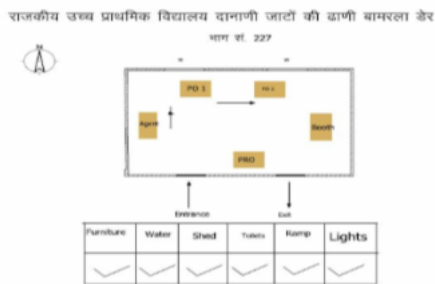 राजकीय उच्च प्राथमिक विद्यालय दानाणी जाटों की ढाणी बामरला डेर
भाग सं. 227
N
PO 1
Agent
Booth
PRO
Entrance Exit
Furniture Water Shed Toilets Ramp Lights